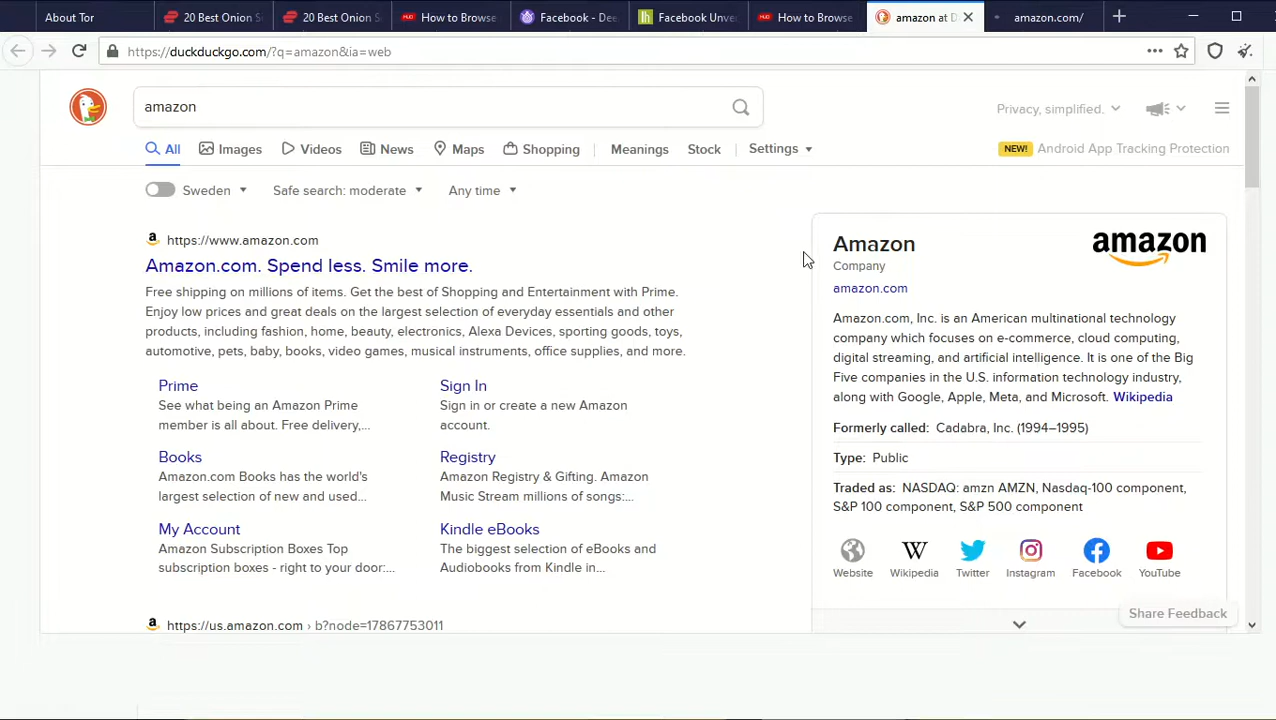 About Tor
20 Best Onion S
20 Best Onion S
How to Browse
Facebook - Dee
Facebook Unve
How to Browse
amazon at D
amazon.com/
https://duckduckgo.com/?q=amazon&ia=web
amazon
Privacy, simplified.
All
Images
Videos
News
Maps
Shopping
Meanings
Stock
Settings
NEW! Android App Tracking Protection
Sweden
Safe search: moderate
Any time
https://www.amazon.com
Amazon.com. Spend less. Smile more.
Free shipping on millions of items. Get the best of Shopping and Entertainment with Prime.
Enjoy low prices and great deals on the largest selection of everyday essentials and other
products, including fashion, home, beauty, electronics, Alexa Devices, sporting goods, toys,
automotive, pets, baby, books, video games, musical instruments, office supplies, and more.
Prime
See what being an Amazon Prime
member is all about. Free delivery,...
Sign In
Sign in or create a new Amazon
account.
Books
Amazon.com Books has the world's
largest selection of new and used...
Registry
Amazon Registry & Gifting. Amazon
Music Stream millions of songs:...
My Account
Amazon Subscription Boxes Top
subscription boxes - right to your door:...
Kindle eBooks
The biggest selection of eBooks and
Audiobooks from Kindle in...
https://us.amazon.com › b?node=17867753011
Amazon
amazon
Company
amazon.com
Amazon.com, Inc. is an American multinational technology
company which focuses on e-commerce, cloud computing,
digital streaming, and artificial intelligence. It is one of the Big
Five companies in the U.S. information technology industry,
along with Google, Apple, Meta, and Microsoft. Wikipedia
Formerly called: Cadabra, Inc. (1994–1995)
Type: Public
Traded as: NASDAQ: amzn AMZN, Nasdaq-100 component,
S&P 100 component, S&P 500 component
Website
Wikipedia
Twitter
Instagram
Facebook
YouTube
Share Feedback